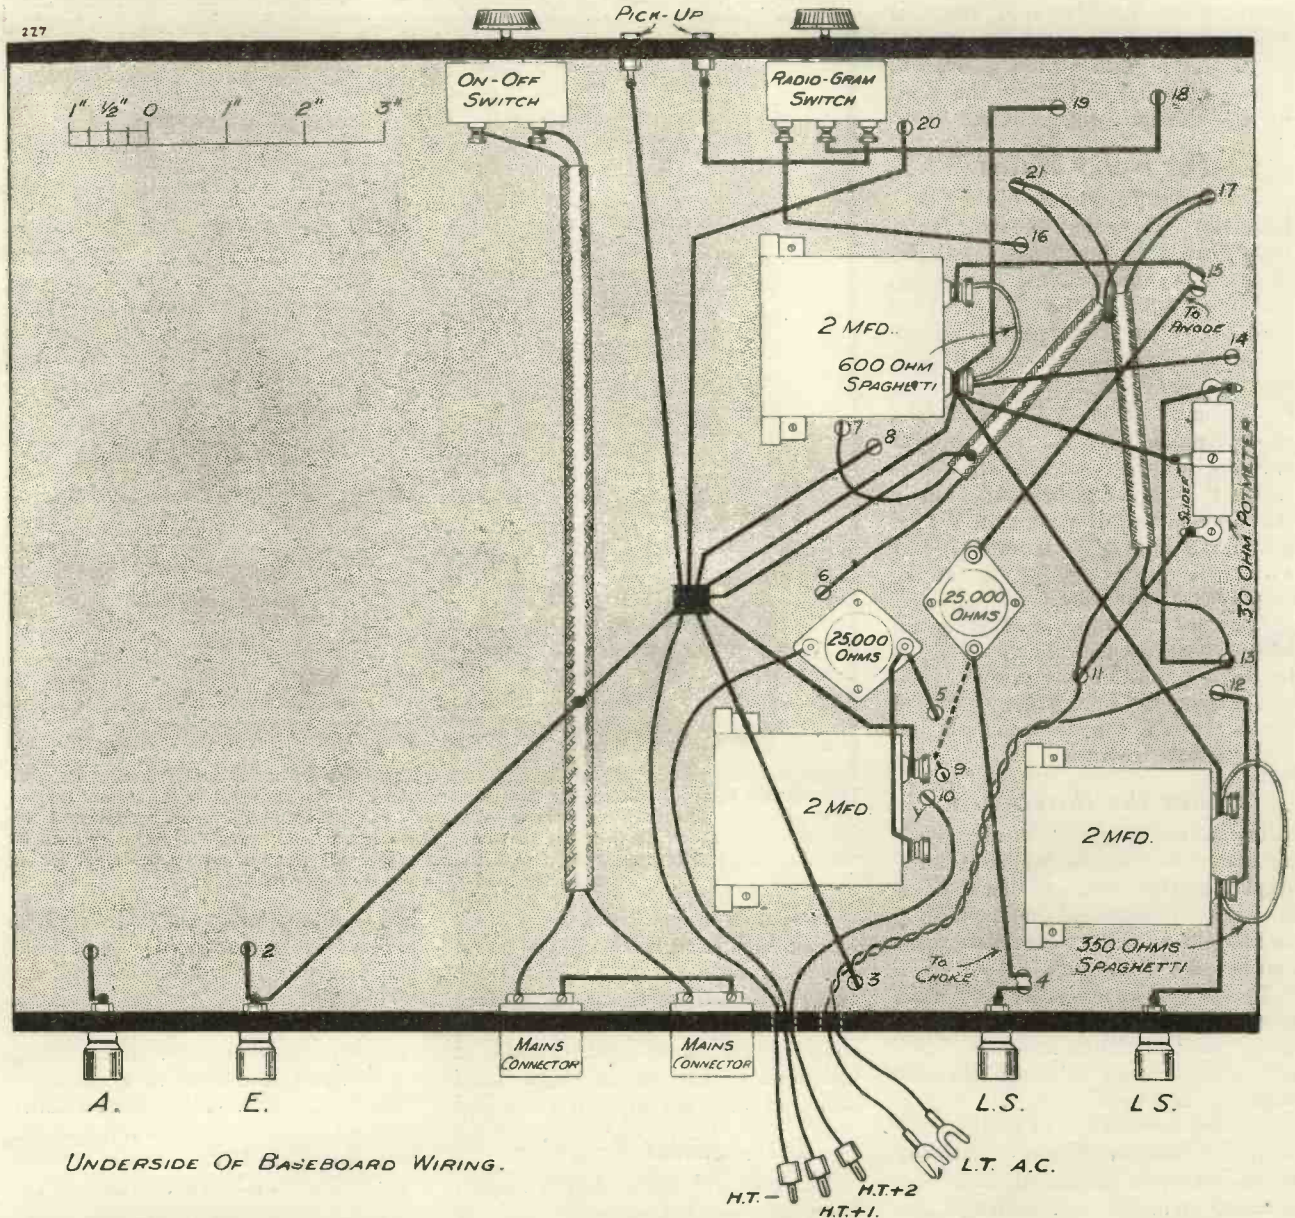 227
PICK-UP
ON-OFF
SWITCH
RADIO-GRAM
SWITCH
1" ½" 0 1" 2" 3"
20
19
18
21
17
16
15
TO
ANODE
2 MFD.
600 OHM
SPAGHETTI
14
7
8
SLIDER
30 OHM POTMETER
6
25,000
OHMS
25,000
OHMS
5
11
13
12
9
10
2 MFD.
2 MFD.
350 OHMS
SPAGHETTI
2
3
TO
CHOKE
4
MAINS
CONNECTOR
MAINS
CONNECTOR
A.
E.
L.S.
L S.
UNDERSIDE OF BASEBOARD WIRING.
L.T. A.C.
H.T.-
H.T.+2
H.T.+1.